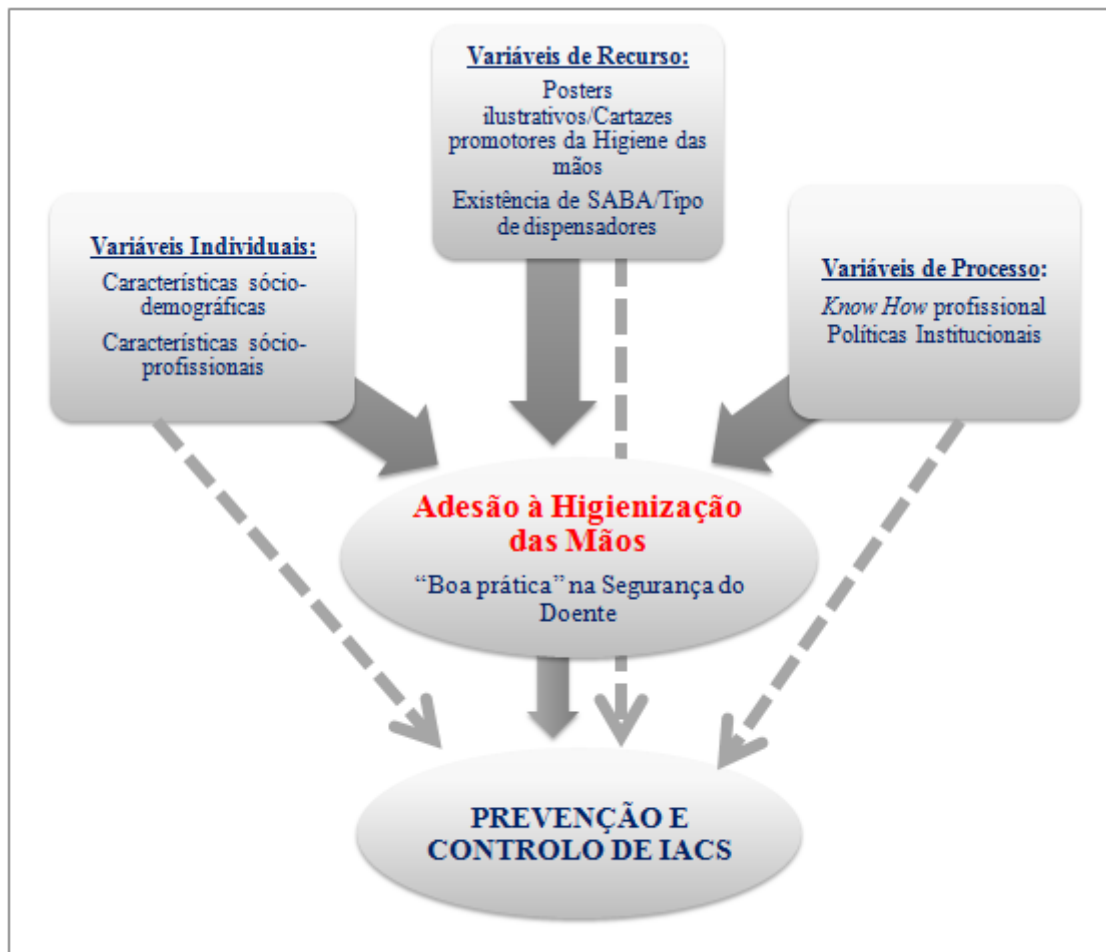 Variáveis de Recurso:
Posters
ilustrativos/Cartazes
promotores da Higiene das
mãos
Existência de SABA/Tipo
de dispensadores
Variáveis Individuais:
Características sócio-
demográficas
Características sócio-
profissionais
Variáveis de Processo:
Know How profissional
Políticas Institucionais
Adesão à Higienização
das Mãos
“Boa prática” na Segurança do
Doente
PREVENÇÃO E
CONTROLO DE IACS